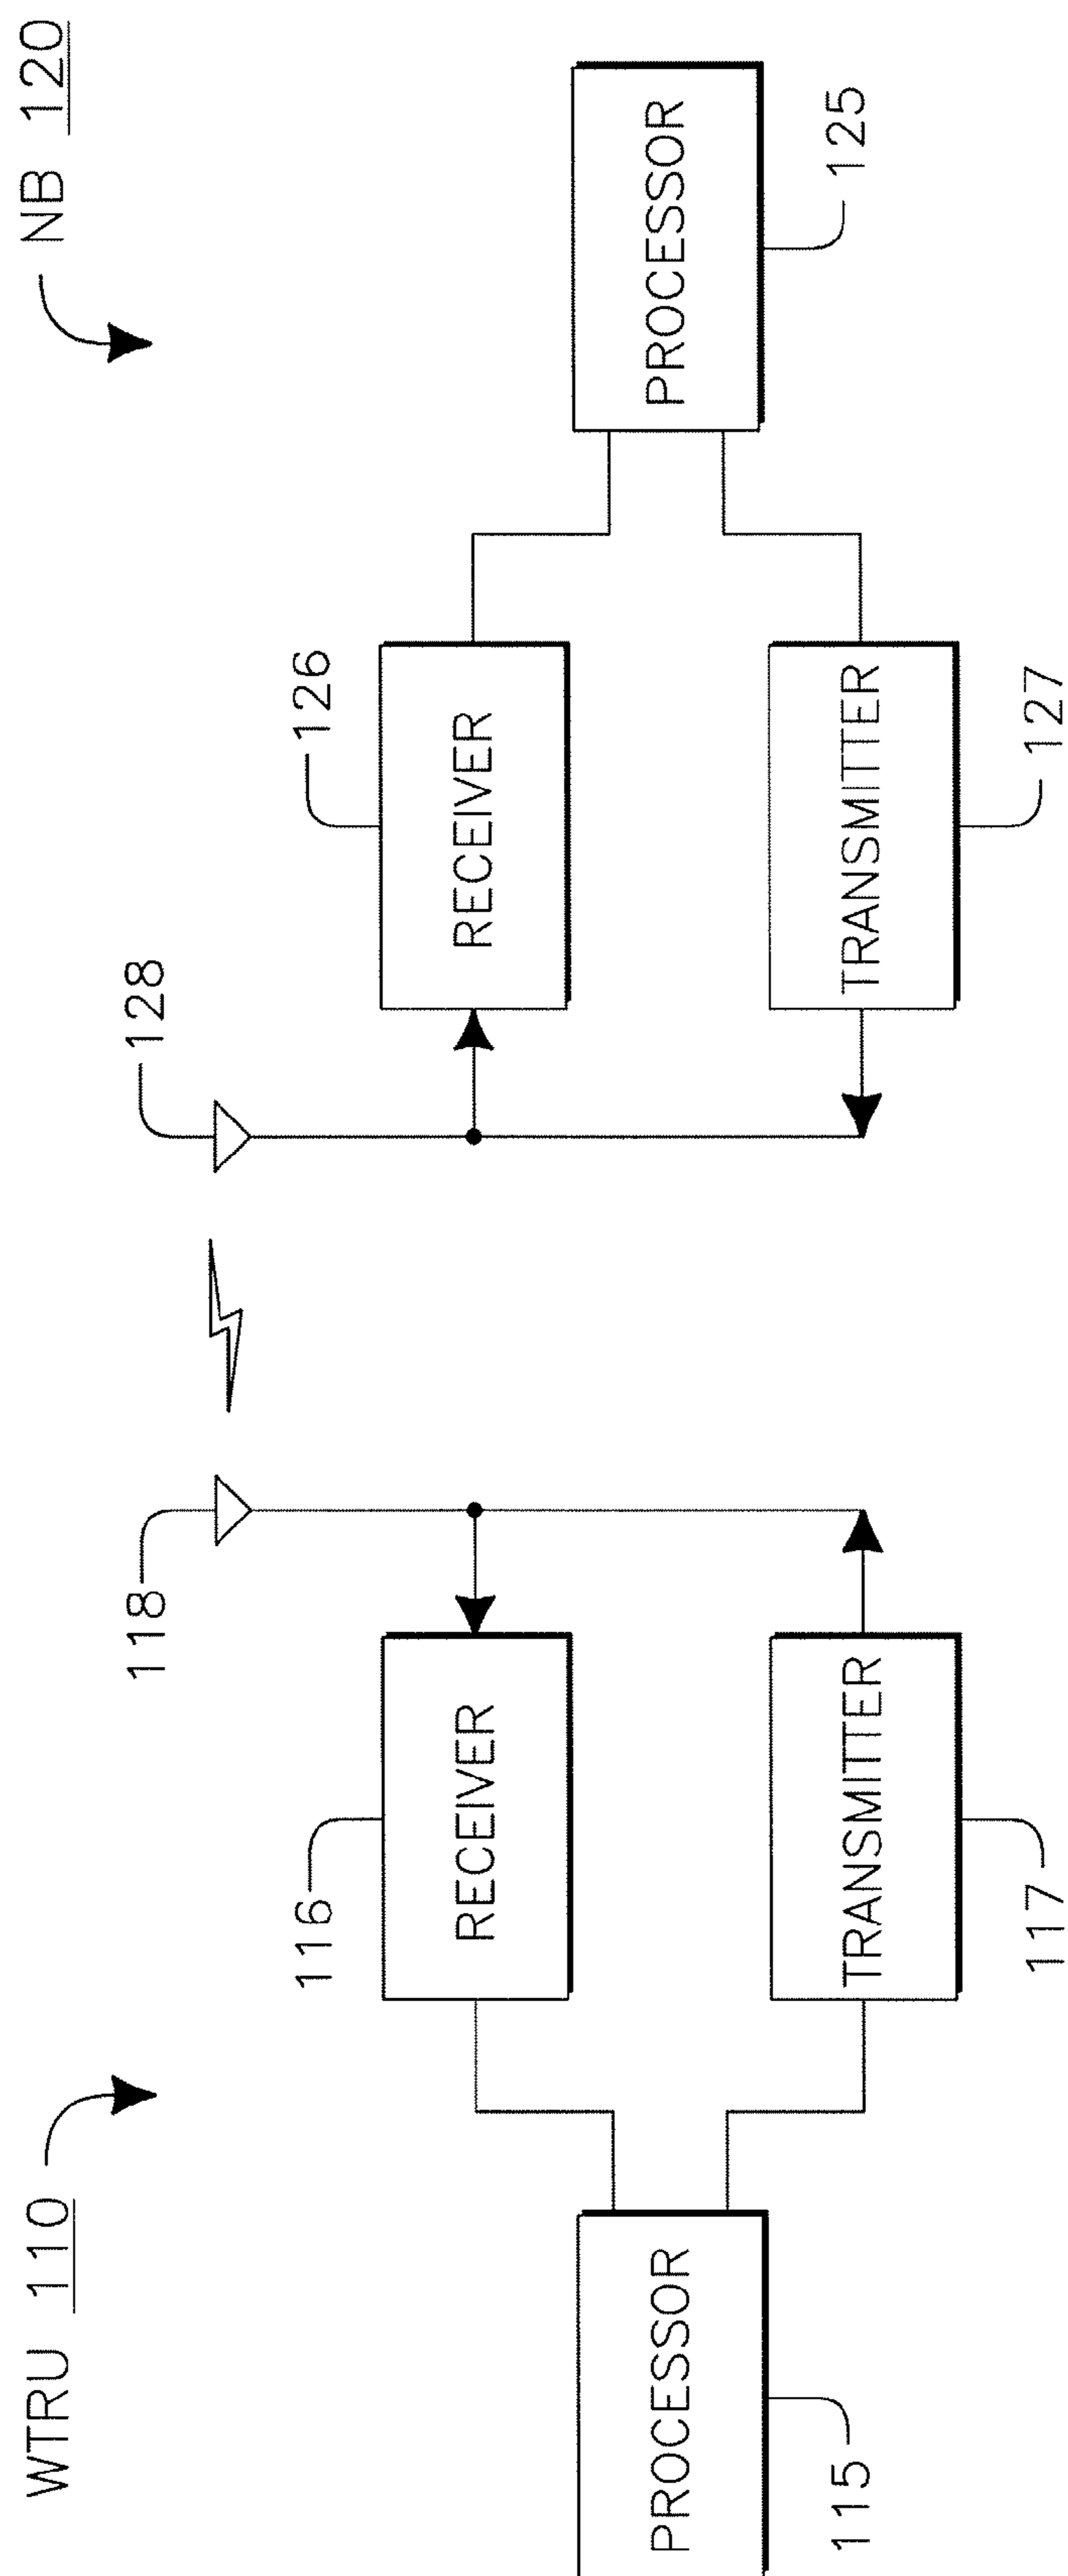 WTRU 110
NB 120
118
128
116
126
RECEIVER
RECEIVER
PROCESSOR
PROCESSOR
115
125
TRANSMITTER
TRANSMITTER
117
127